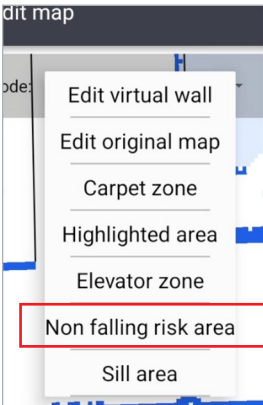 dit map
ode:
Edit virtual wall
Edit original map
Carpet zone
Highlighted area
Elevator zone
Non falling risk area
Sill area